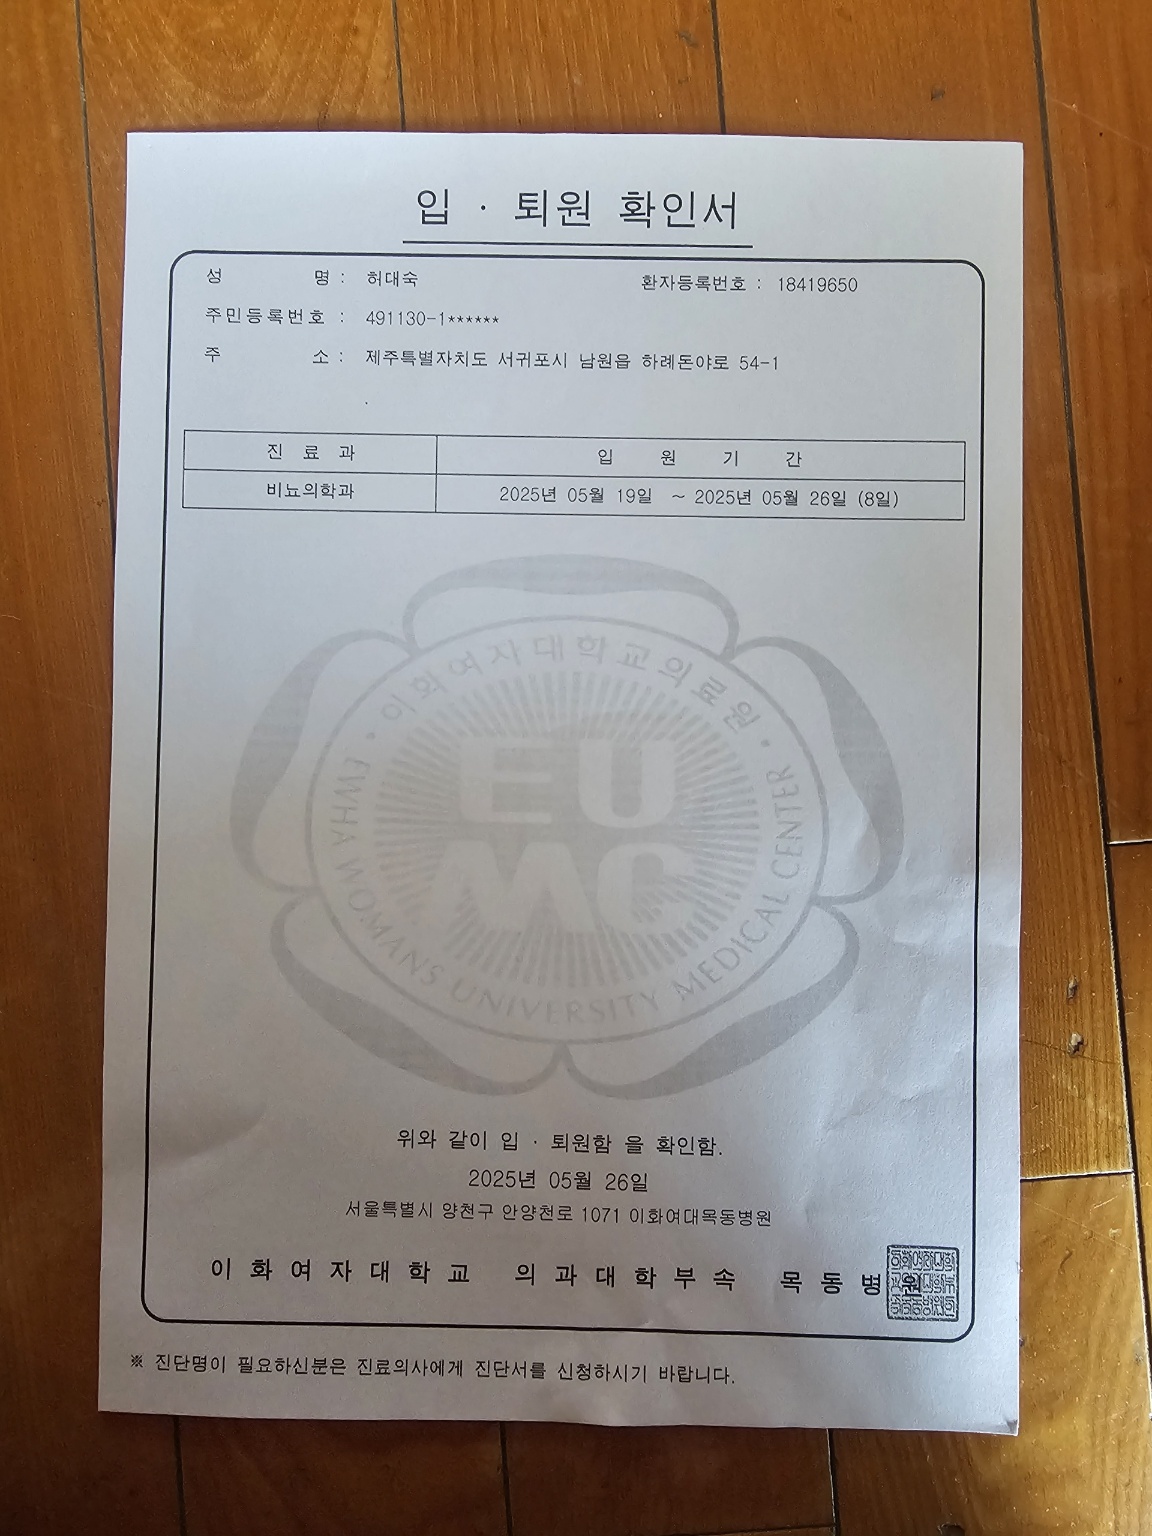 입 · 퇴원 확인서
성 명 : 허대숙 환자등록번호 : 18419650
주민등록번호 : 491130-1******
주 소 : 제주특별자치도 서귀포시 남원읍 하례돈야로 54-1
진 료 과 입 원 기 간
비뇨의학과 2025년 05월 19일 ~ 2025년 05월 26일 (8일)
이화여자대학교의료원
EU
MC
EWHA WOMANS UNIVERSITY MEDICAL CENTER
위와 같이 입 · 퇴원함 을 확인함.
2025년 05월 26일
서울특별시 양천구 안양천로 1071 이화여대목동병원
이 화 여 자 대 학 교 의 과 대 학 부 속 목 동 병 원
※ 진단명이 필요하신분은 진료의사에게 진단서를 신청하시기 바랍니다.